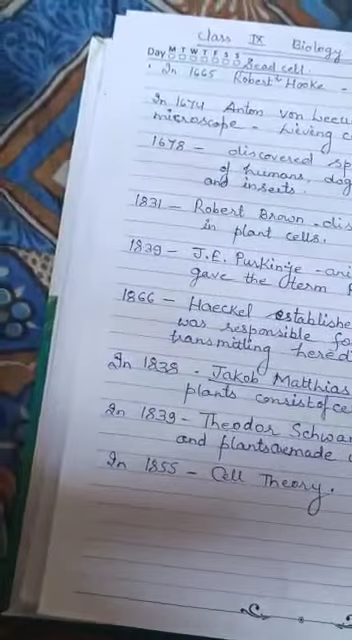 Class IX Biology
Day M T W T F S S
Dead cell.
In 1665 Robert Hooke -
In 1674 Anton von Leeu
microscope - Living c
1678 - discovered sp
of humans, dog
and insects.
1831 - Robert Brown - dis
in plant cells.
1839 - J.E. Purkinje - ani
gave the term
1866 - Haeckel establishe
was responsible fo
transmitting hered
In 1838 - Jakob Matthias
plants consist of ce
In 1839 - Theodor Schwan
and plants are made
In 1855 - Cell Theory.